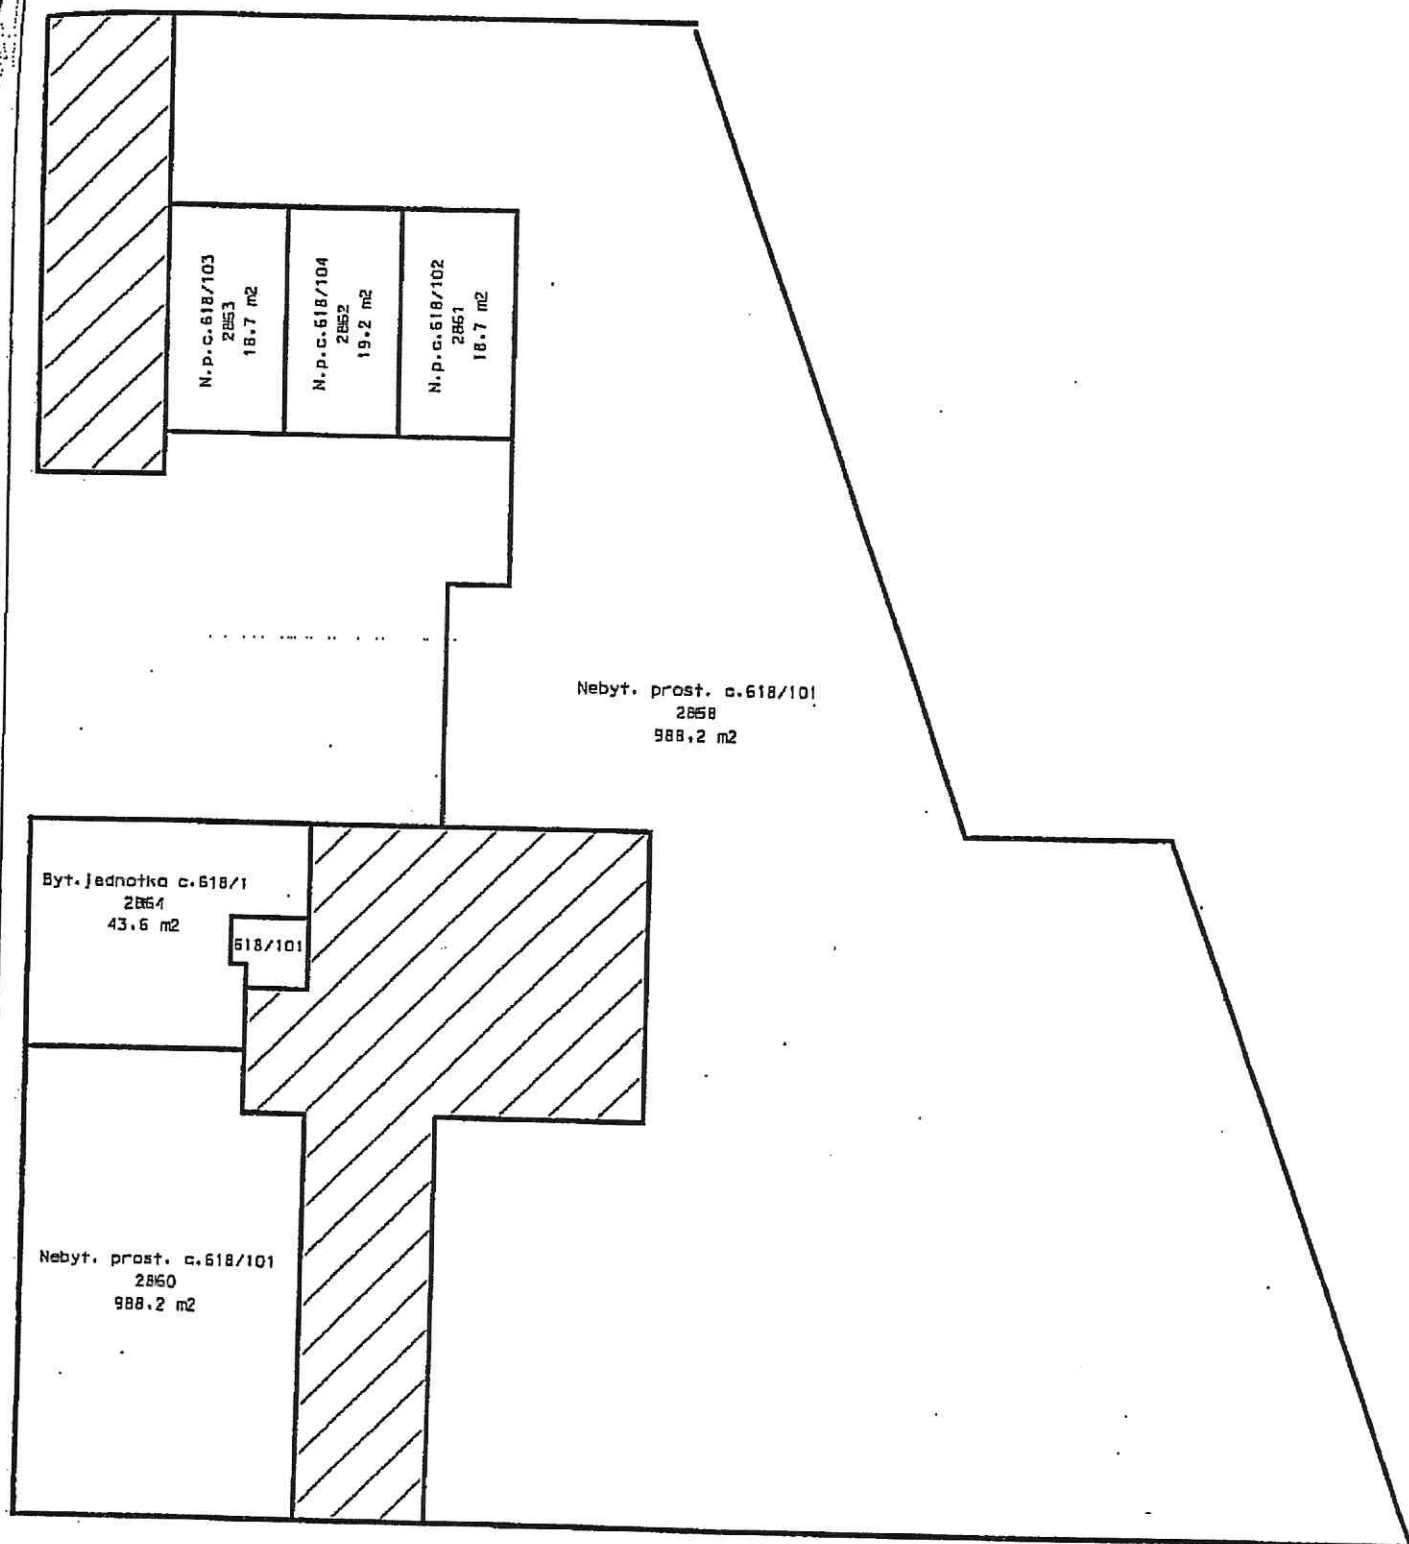 N.p.c.618/103
2863
18.7 m2
N.p.c.618/104
2862
19.2 m2
N.p.c.618/102
2861
18.7 m2
Nebyt. prost. c.618/101
2858
988.2 m2
Byt.jednotka c.618/1
2864
43.6 m2
618/101
Nebyt. prost. c.618/101
2860
988.2 m2